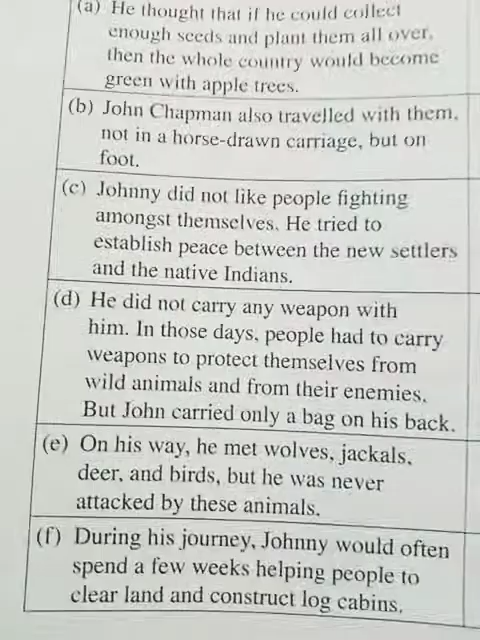 (a) He thought that if he could collect
enough seeds and plant them all over,
then the whole country would become
green with apple trees.
(b) John Chapman also travelled with them,
not in a horse-drawn carriage, but on
foot.
(c) Johnny did not like people fighting
amongst themselves. He tried to
establish peace between the new settlers
and the native Indians.
(d) He did not carry any weapon with
him. In those days, people had to carry
weapons to protect themselves from
wild animals and from their enemies.
But John carried only a bag on his back.
(e) On his way, he met wolves, jackals,
deer, and birds, but he was never
attacked by these animals.
(f) During his journey, Johnny would often
spend a few weeks helping people to
clear land and construct log cabins.